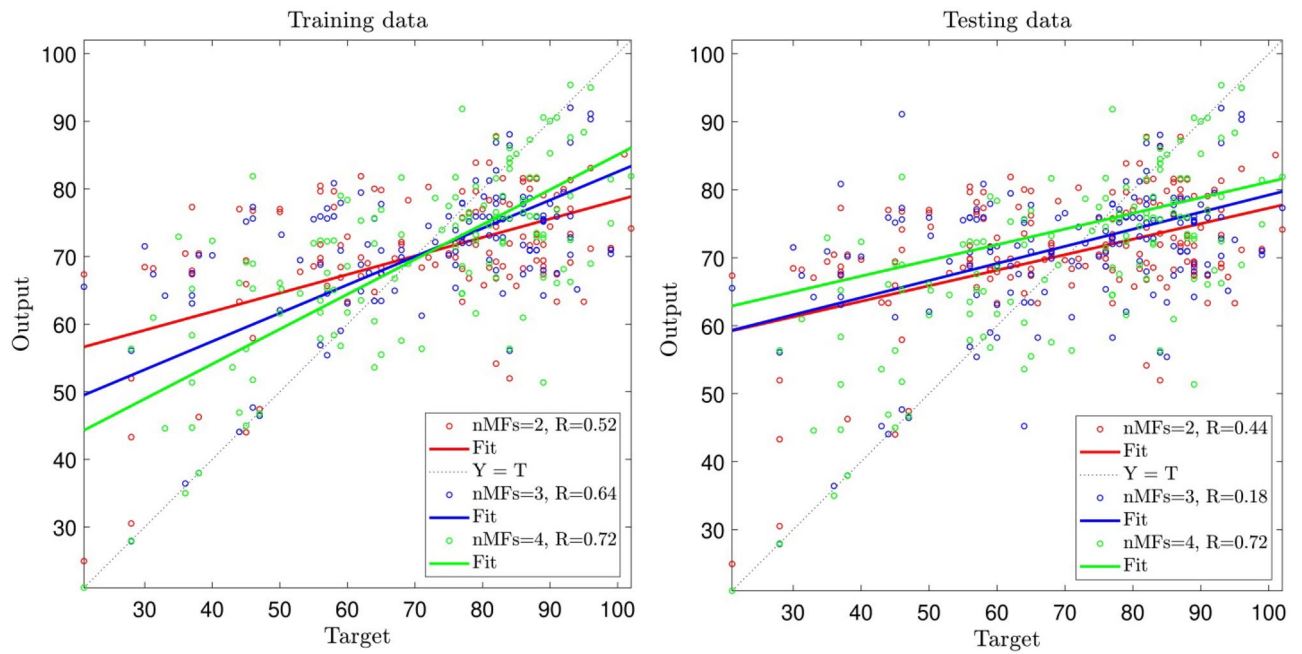 Training data
100
90
80
70
60
50
40
30
Output
30 40 50 60 70 80 90 100
Target
nMFs=2, R=0.52
Fit
Y = T
nMFs=3, R=0.64
Fit
nMFs=4, R=0.72
Fit
Testing data
100
90
80
70
60
50
40
30
Output
30 40 50 60 70 80 90 100
Target
nMFs=2, R=0.44
Fit
Y = T
nMFs=3, R=0.18
Fit
nMFs=4, R=0.72
Fit